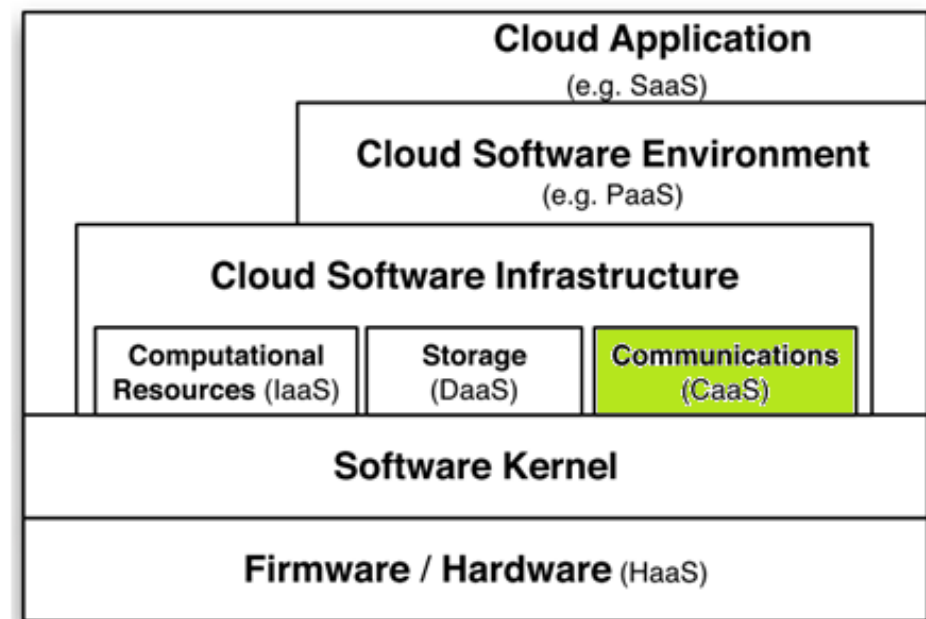 Cloud Application
(e.g. SaaS)
Cloud Software Environment
(e.g. PaaS)
Cloud Software Infrastructure
Computational
Resources (IaaS)
Storage
(DaaS)
Communications
(CaaS)
Software Kernel
Firmware / Hardware (HaaS)